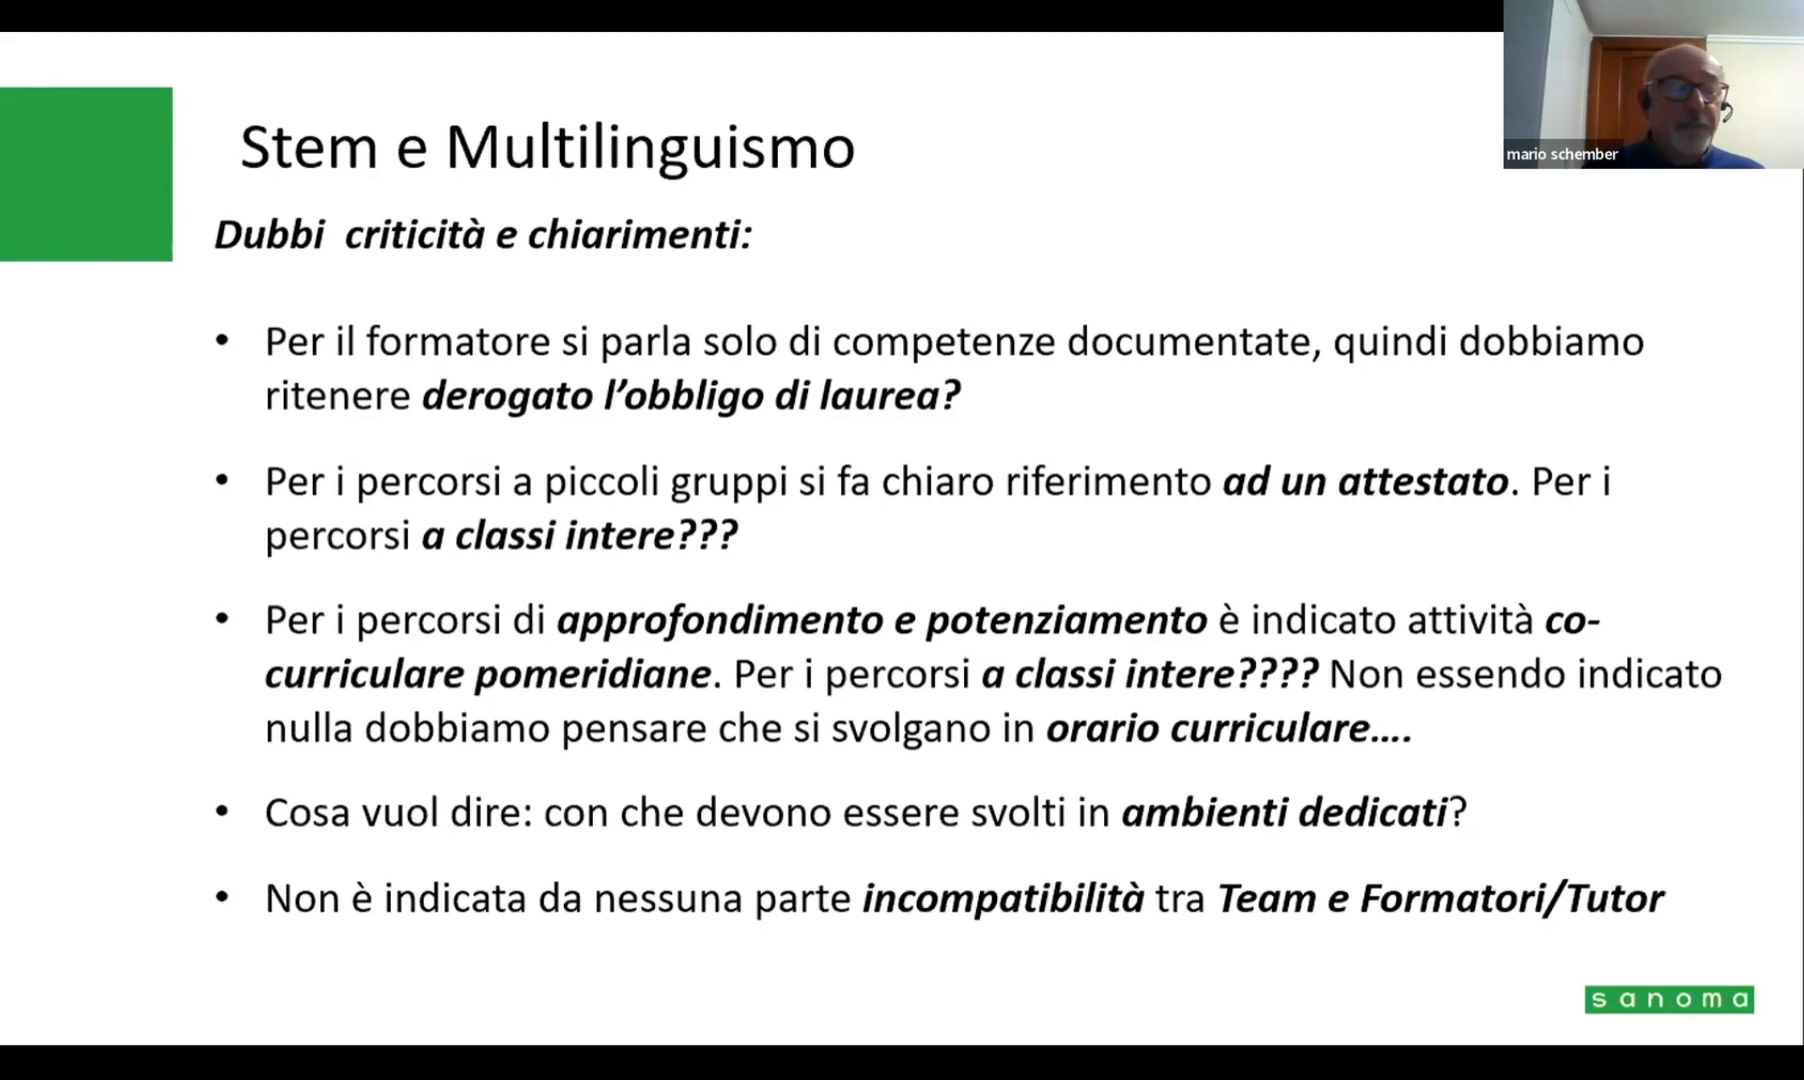 mario schember
Stem e Multilinguismo
Dubbi criticità e chiarimenti:
• Per il formatore si parla solo di competenze documentate, quindi dobbiamo
ritenere derogato l’obbligo di laurea?
• Per i percorsi a piccoli gruppi si fa chiaro riferimento ad un attestato. Per i
percorsi a classi intere???
• Per i percorsi di approfondimento e potenziamento è indicato attività co-
curriculare pomeridiane. Per i percorsi a classi intere???? Non essendo indicato
nulla dobbiamo pensare che si svolgano in orario curriculare....
• Cosa vuol dire: con che devono essere svolti in ambienti dedicati?
• Non è indicata da nessuna parte incompatibilità tra Team e Formatori/Tutor
sanoma